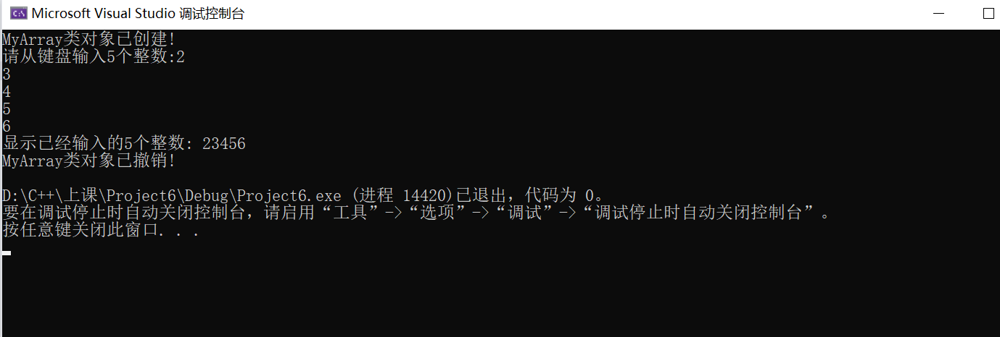 Microsoft Visual Studio 调试控制台
MyArray类对象已创建!
请从键盘输入5个整数:2
3
4
5
6
显示已经输入的5个整数: 23456
MyArray类对象已撤销!
D:\C++\上课\Project6\Debug\Project6.exe (进程 14420)已退出，代码为 0。
要在调试停止时自动关闭控制台，请启用“工具”->“选项”->“调试”->“调试停止时自动关闭控制台”。
按任意键关闭此窗口. . .